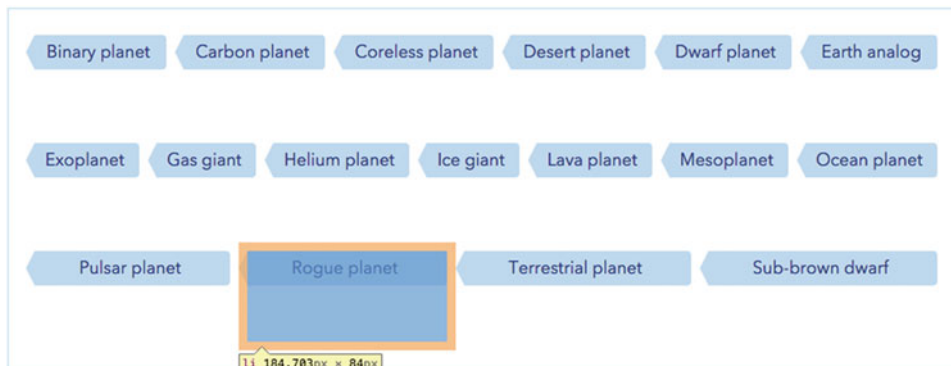 Binary planet Carbon planet Coreless planet Desert planet Dwarf planet Earth analog
Exoplanet Gas giant Helium planet Ice giant Lava planet Mesoplanet Ocean planet
Pulsar planet Rogue planet Terrestrial planet Sub-brown dwarf
li 184.703px × 84px